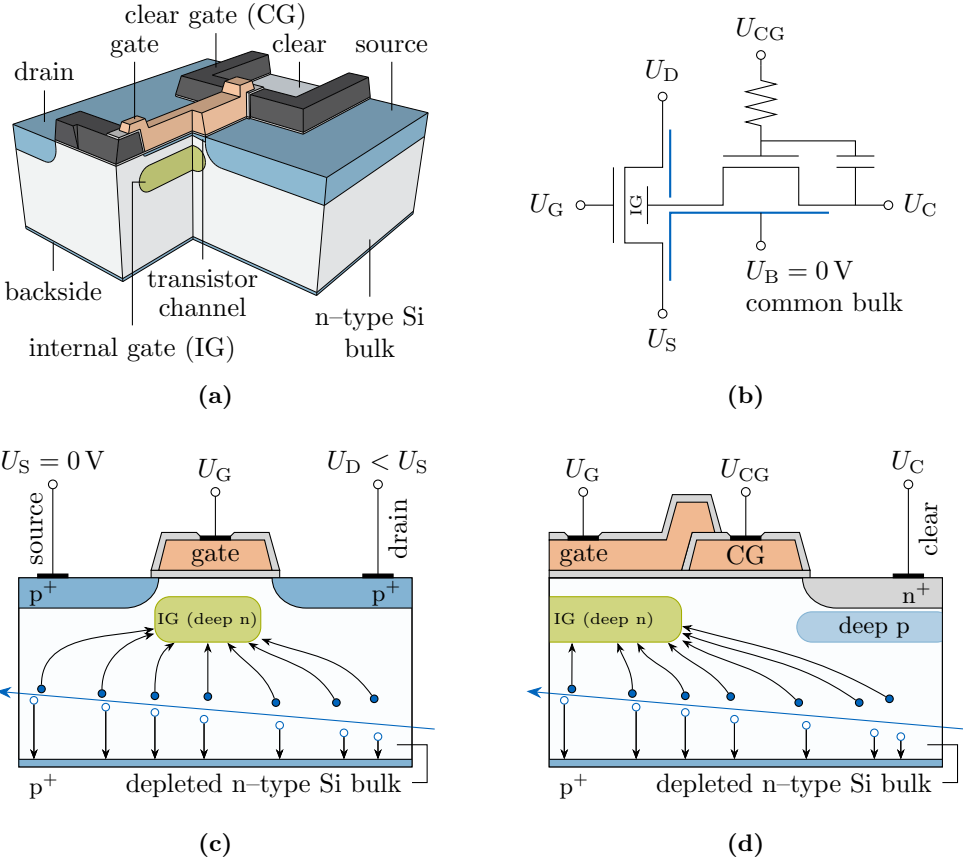 clear gate (CG)
gate
clear
source
drain
backside
transistor
channel
n–type Si
bulk
internal gate (IG)
(a)
U_CG
U_D
U_G
IG
U_C
U_B = 0 V
common bulk
U_S
(b)
U_S = 0 V
U_G
U_D < U_S
source
drain
gate
p⁺
p⁺
IG (deep n)
p⁺
depleted n–type Si bulk
(c)
U_G
U_CG
U_C
clear
gate
CG
n⁺
IG (deep n)
deep p
p⁺
depleted n–type Si bulk
(d)